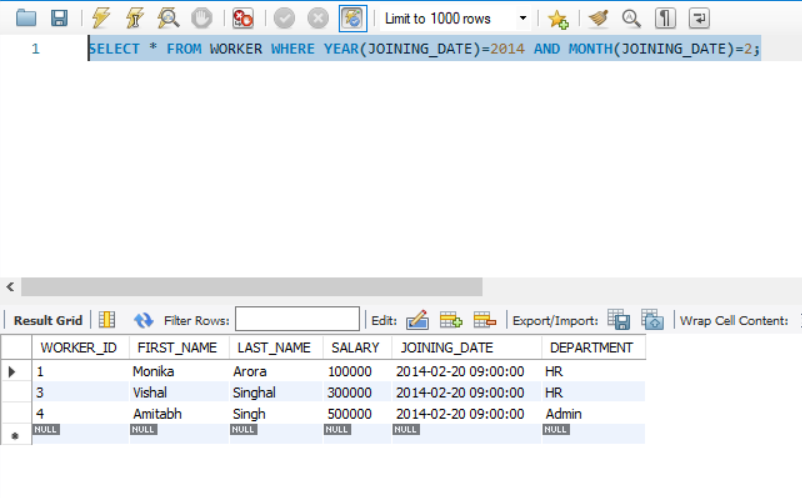 Limit to 1000 rows
1 SELECT * FROM WORKER WHERE YEAR(JOINING_DATE)=2014 AND MONTH(JOINING_DATE)=2;
Result Grid Filter Rows: Edit: Export/Import: Wrap Cell Content:
WORKER_ID FIRST_NAME LAST_NAME SALARY JOINING_DATE DEPARTMENT
1 Monika Arora 100000 2014-02-20 09:00:00 HR
3 Vishal Singhal 300000 2014-02-20 09:00:00 HR
4 Amitabh Singh 500000 2014-02-20 09:00:00 Admin
NULL NULL NULL NULL NULL NULL